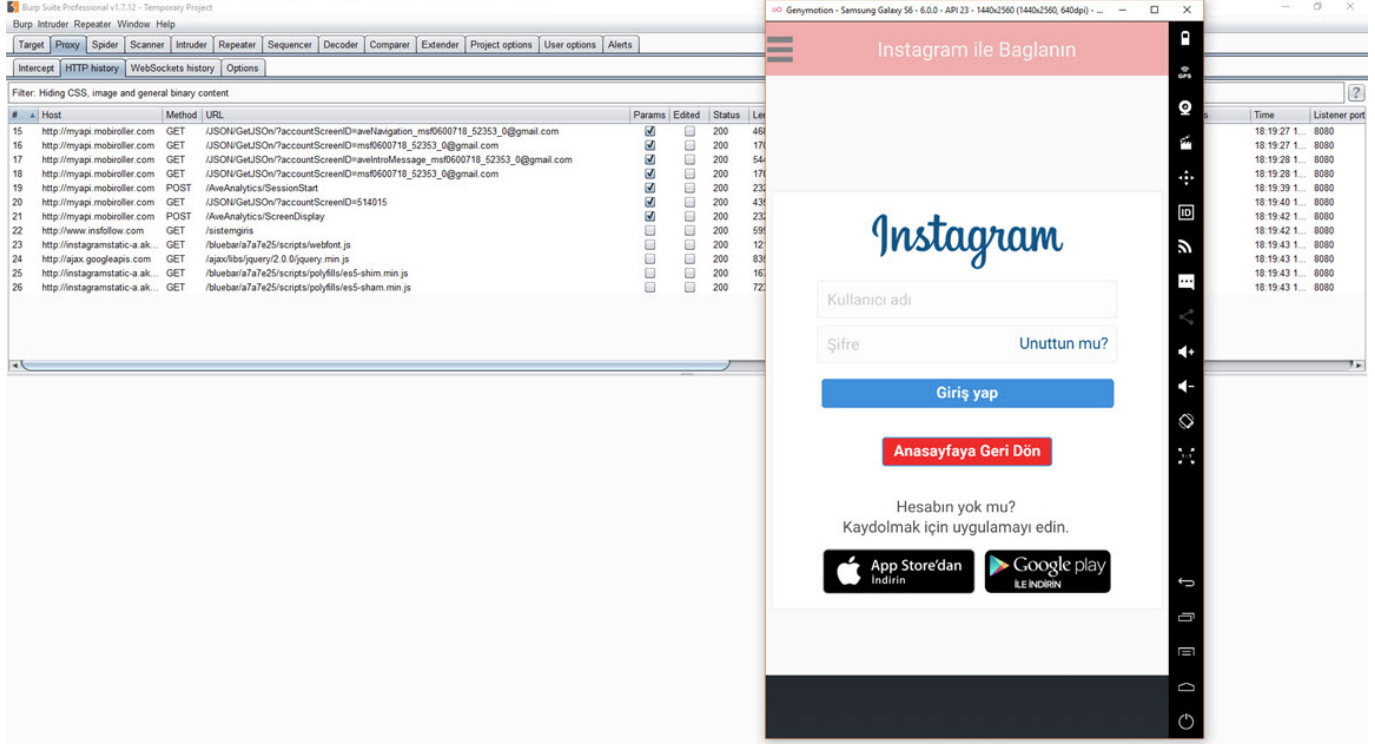 Burp Suite Professional v1.7.12 - Temporary Project
Burp Intruder Repeater Window Help
Target Proxy Spider Scanner Intruder Repeater Sequencer Decoder Comparer Extender Project options User options Alerts
Intercept HTTP history WebSockets history Options
Filter: Hiding CSS, image and general binary content
?
# Host Method URL Params Edited Status Time Listener port
15 http://myapi.mobiroller.com GET /JSON/GetJSOn/?accountScreenID=aveNavigation_msf0600718_52353_0@gmail.com 200 468 18:19:27 1... 8080
16 http://myapi.mobiroller.com GET /JSON/GetJSOn/?accountScreenID=msf0600718_52353_0@gmail.com 200 170 18:19:27 1... 8080
17 http://myapi.mobiroller.com GET /JSON/GetJSOn/?accountScreenID=aveIntroMessage_msf0600718_52353_0@gmail.com 200 544 18:19:28 1... 8080
18 http://myapi.mobiroller.com GET /JSON/GetJSOn/?accountScreenID=msf0600718_52353_0@gmail.com 200 170 18:19:28 1... 8080
19 http://myapi.mobiroller.com POST /AveAnalytics/SessionStart 200 232 18:19:39 1... 8080
20 http://myapi.mobiroller.com GET /JSON/GetJSOn/?accountScreenID=514015 200 439 18:19:40 1... 8080
21 http://myapi.mobiroller.com POST /AveAnalytics/ScreenDisplay 200 232 18:19:42 1... 8080
22 http://www.insfollow.com GET /sistemgiris 200 599 18:19:42 1... 8080
23 http://instagramstatic-a.ak... GET /bluebar/a7a7e25/scripts/webfont.js 200 18:19:43 1... 8080
24 http://ajax.googleapis.com GET /ajax/libs/jquery/2.0.0/jquery.min.js 200 839 18:19:43 1... 8080
25 http://instagramstatic-a.ak... GET /bluebar/a7a7e25/scripts/polyfills/es5-shim.min.js 200 167 18:19:43 1... 8080
26 http://instagramstatic-a.ak... GET /bluebar/a7a7e25/scripts/polyfills/es5-sham.min.js 200 723 18:19:43 1... 8080
Genymotion - Samsung Galaxy S6 - 6.0.0 - API 23 - 1440x2560 (1440x2560, 640dpi) - ...
Instagram ile Baglanın
Instagram
Kullanıcı adı
Şifre Unuttun mu?
Giriş yap
Anasayfaya Geri Dön
Hesabın yok mu?
Kaydolmak için uygulamayı edin.
App Store'dan
İndirin
Google play
İLE İNDİRİN
GPS
ID
1:1